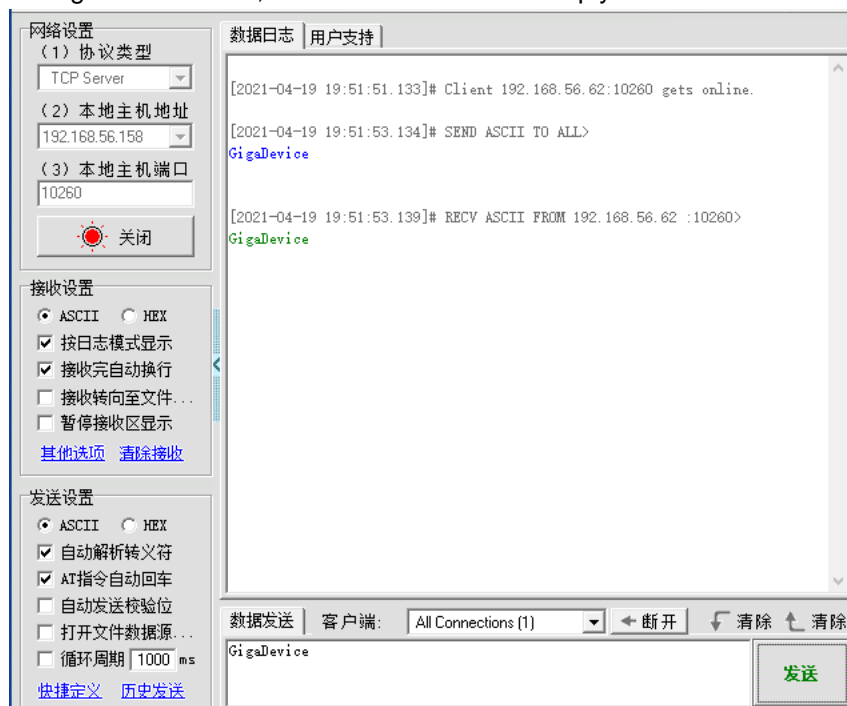 网络设置
(1) 协议类型
TCP Server
(2) 本地主机地址
192.168.56.158
(3) 本地主机端口
10260
关闭
接收设置
ASCII HEX
按日志模式显示
接收完自动换行
接收转向至文件...
暂停接收区显示
其他选项 清除接收
发送设置
ASCII HEX
自动解析转义符
AT指令自动回车
自动发送校验位
打开文件数据源...
循环周期 1000 ms
快捷定义 历史发送
数据日志 用户支持
[2021-04-19 19:51:51.133]# Client 192.168.56.62:10260 gets online.
[2021-04-19 19:51:53.134]# SEND ASCII TO ALL>
GigaDevice
[2021-04-19 19:51:53.139]# RECV ASCII FROM 192.168.56.62 :10260>
GigaDevice
数据发送 客户端: All Connections (1) 断开 清除 清除
GigaDevice
发送